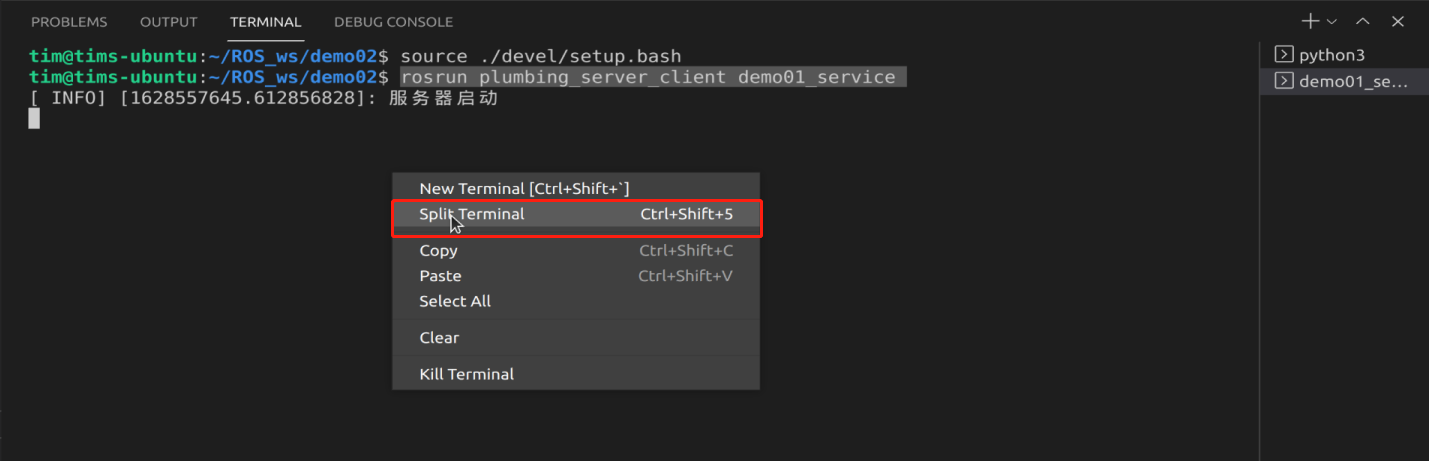 PROBLEMS OUTPUT TERMINAL DEBUG CONSOLE
tim@tims-ubuntu:~/ROS_ws/demo02$ source ./devel/setup.bash
tim@tims-ubuntu:~/ROS_ws/demo02$ rosrun plumbing_server_client demo01_service
[ INFO] [1628557645.612856828]: 服务器启动
python3
demo01_se...
New Terminal [Ctrl+Shift+`]
Split Terminal Ctrl+Shift+5
Copy Ctrl+Shift+C
Paste Ctrl+Shift+V
Select All
Clear
Kill Terminal